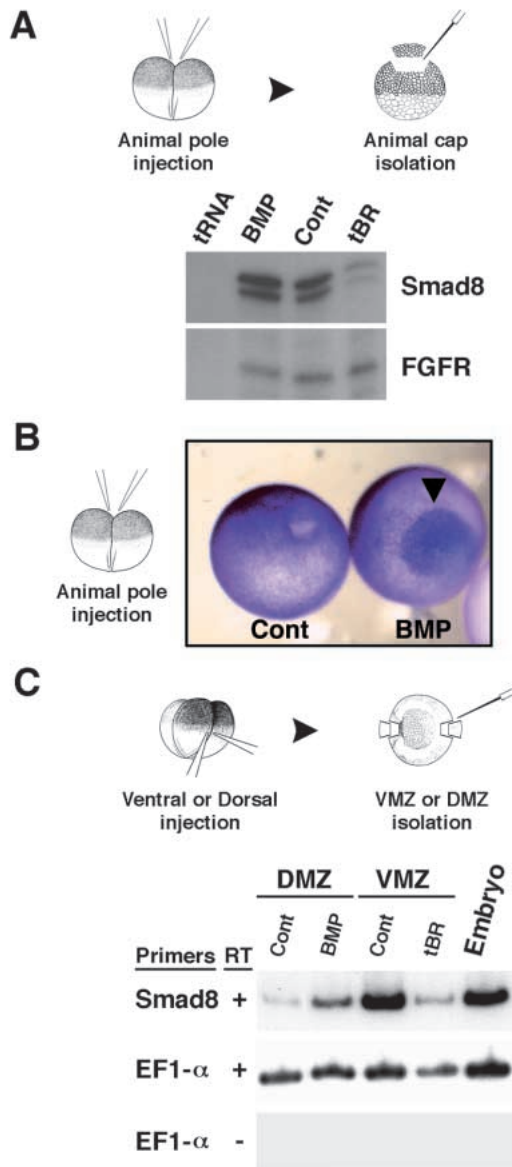 A
Animal pole
injection
Animal cap
isolation
tRNA BMP Cont tBR
Smad8
FGFR
B
Animal pole
injection
Cont BMP
C
Ventral or Dorsal
injection
VMZ or DMZ
isolation
DMZ VMZ
Cont BMP Cont tBR Embryo
Primers RT
Smad8 +
EF1-α +
EF1-α -